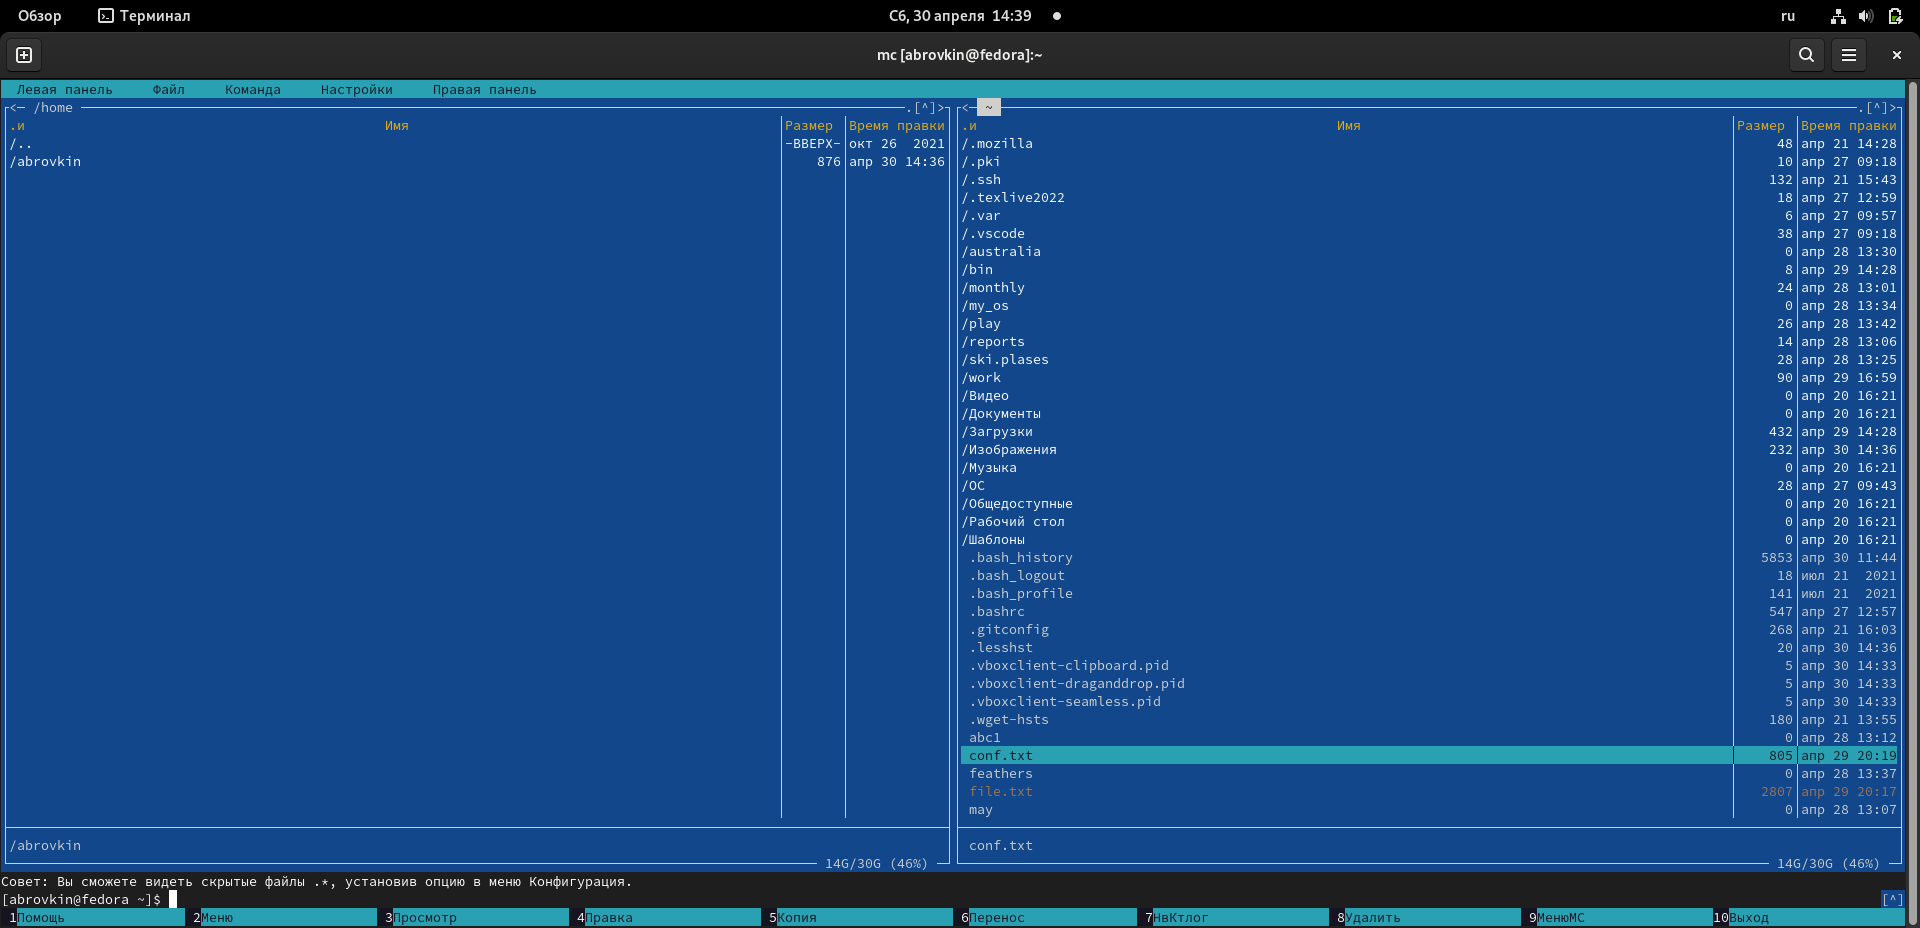 Обзор Терминал Сб, 30 апреля 14:39 ru
mc [abrovkin@fedora]:~
Левая панель Файл Команда Настройки Правая панель
<─ /home .[^]>
.и Имя Размер Время правки
/.. -ВВЕРХ- окт 26 2021
/abrovkin 876 апр 30 14:36
/abrovkin
14G/30G (46%)
<─ ~ .[^]>
.и Имя Размер Время правки
/.mozilla 48 апр 21 14:28
/.pki 10 апр 27 09:18
/.ssh 132 апр 21 15:43
/.texlive2022 18 апр 27 12:59
/.var 6 апр 27 09:57
/.vscode 38 апр 27 09:18
/australia 0 апр 28 13:30
/bin 8 апр 29 14:28
/monthly 24 апр 28 13:01
/my_os 0 апр 28 13:34
/play 26 апр 28 13:42
/reports 14 апр 28 13:06
/ski.plases 28 апр 28 13:25
/work 90 апр 29 16:59
/Видео 0 апр 20 16:21
/Документы 0 апр 20 16:21
/Загрузки 432 апр 29 14:28
/Изображения 232 апр 30 14:36
/Музыка 0 апр 20 16:21
/ОС 28 апр 27 09:43
/Общедоступные 0 апр 20 16:21
/Рабочий стол 0 апр 20 16:21
/Шаблоны 0 апр 20 16:21
.bash_history 5853 апр 30 11:44
.bash_logout 18 июл 21 2021
.bash_profile 141 июл 21 2021
.bashrc 547 апр 27 12:57
.gitconfig 268 апр 21 16:03
.lesshst 20 апр 30 14:36
.vboxclient-clipboard.pid 5 апр 30 14:33
.vboxclient-draganddrop.pid 5 апр 30 14:33
.vboxclient-seamless.pid 5 апр 30 14:33
.wget-hsts 180 апр 21 13:55
abc1 0 апр 28 13:12
conf.txt 805 апр 29 20:19
feathers 0 апр 28 13:37
file.txt 2807 апр 29 20:17
may 0 апр 28 13:07
conf.txt
14G/30G (46%)
Совет: Вы сможете видеть скрытые файлы .*, установив опцию в меню Конфигурация.
[abrovkin@fedora ~]$ [^]
1Помощь 2Меню 3Просмотр 4Правка 5Копия 6Перенос 7НвКтлог 8Удалить 9МенюМС 10Выход